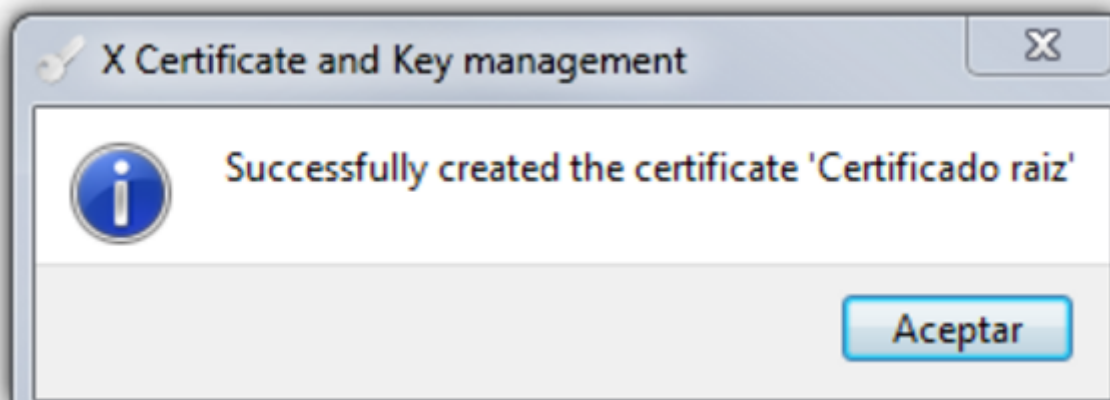 X Certificate and Key management
Successfully created the certificate 'Certificado raiz'
Aceptar